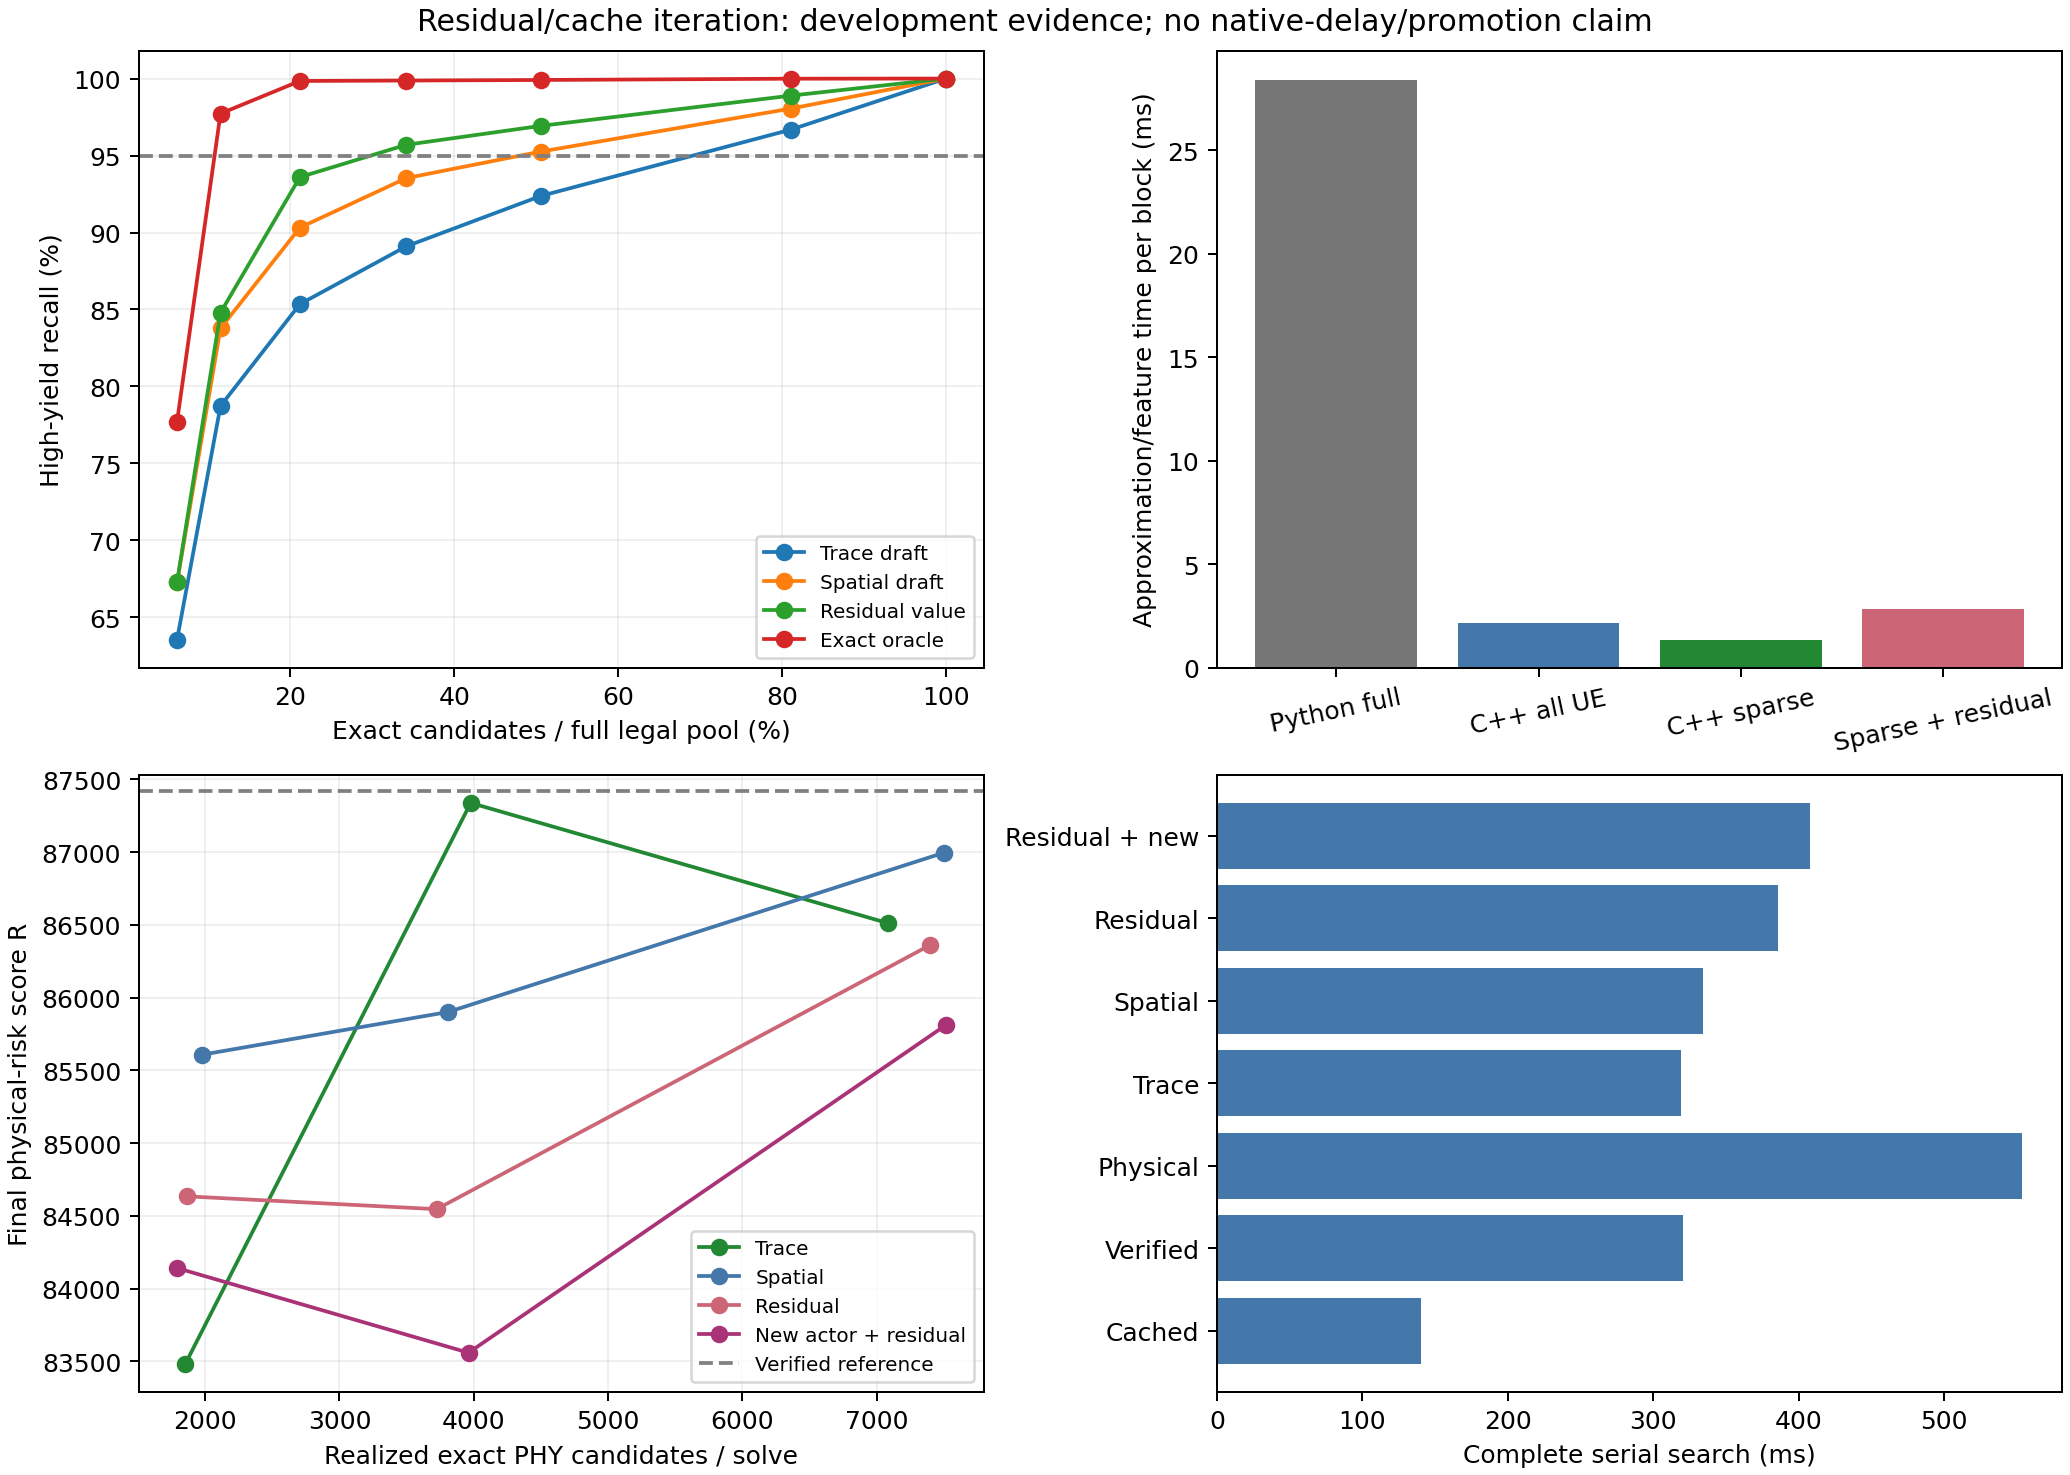 Residual/cache iteration: development evidence; no native-delay/promotion claim
High-yield recall (%)
100
95
90
85
80
75
70
65
20
40
60
80
100
Exact candidates / full legal pool (%)
Trace draft
Spatial draft
Residual value
Exact oracle
Approximation/feature time per block (ms)
25
20
15
10
5
0
Python full
C++ all UE
C++ sparse
Sparse + residual
Final physical-risk score R
87500
87000
86500
86000
85500
85000
84500
84000
83500
2000
3000
4000
5000
6000
7000
Realized exact PHY candidates / solve
Trace
Spatial
Residual
New actor + residual
Verified reference
Residual + new
Residual
Spatial
Trace
Physical
Verified
Cached
0
100
200
300
400
500
Complete serial search (ms)